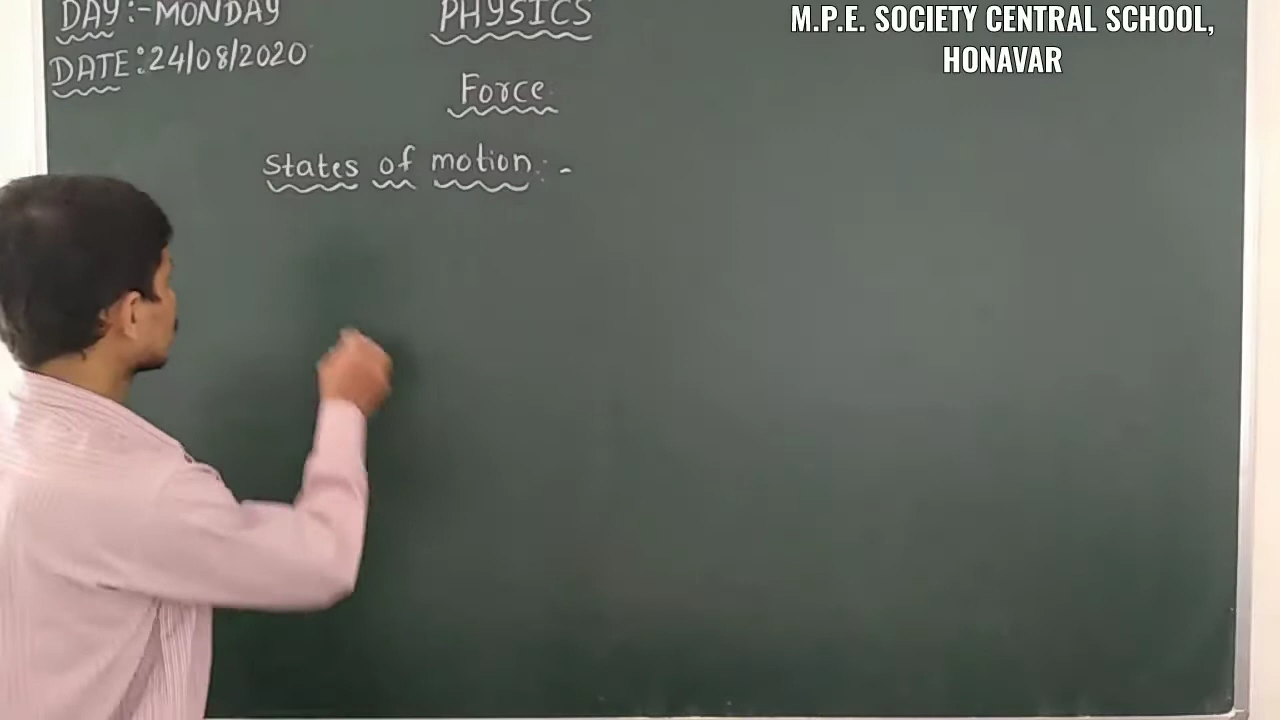 DAY:-MONDAY
DATE:24/08/2020
PHYSICS
M.P.E. SOCIETY CENTRAL SCHOOL,
HONAVAR
Force
States of motion:-